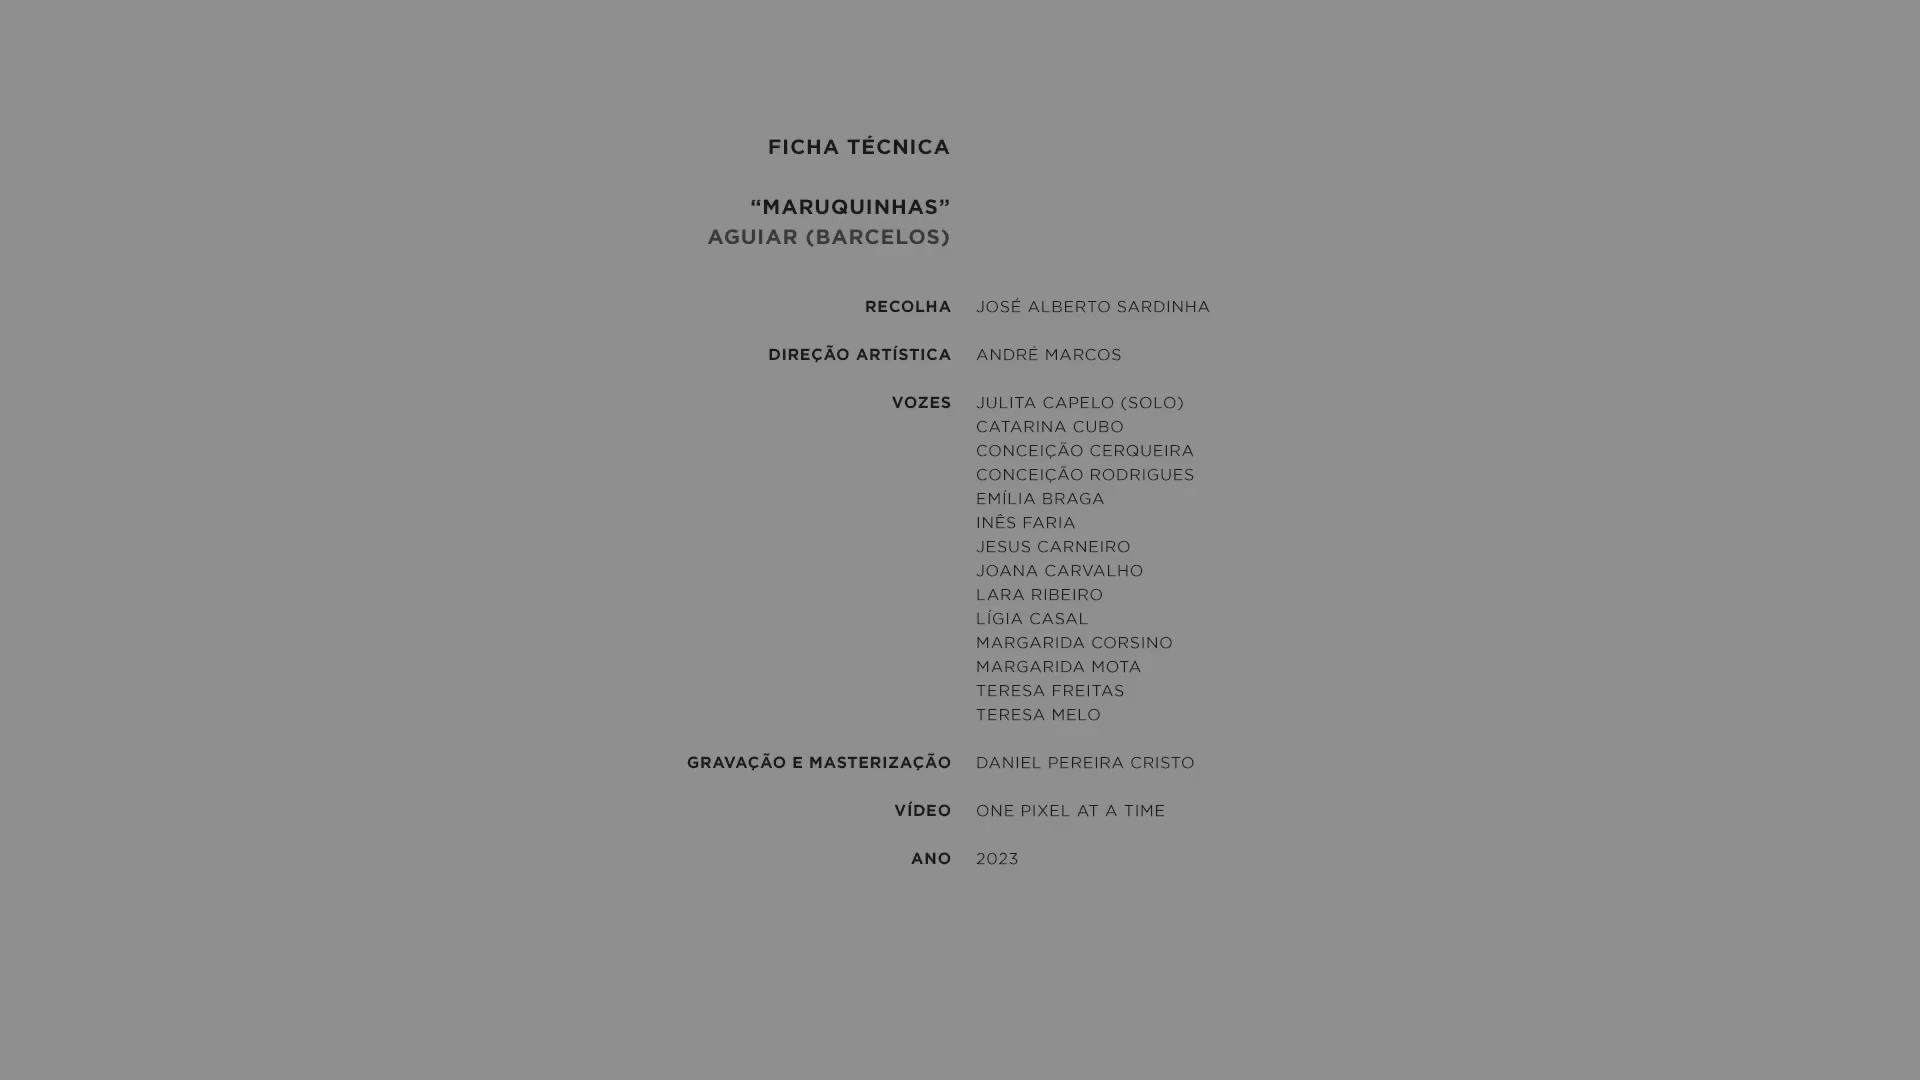 FICHA TÉCNICA
“MARUQUINHAS”
AGUIAR (BARCELOS)
RECOLHA JOSÉ ALBERTO SARDINHA
DIREÇÃO ARTÍSTICA ANDRÉ MARCOS
VOZES JULITA CAPELO (SOLO)
CATARINA CUBO
CONCEIÇÃO CERQUEIRA
CONCEIÇÃO RODRIGUES
EMÍLIA BRAGA
INÊS FARIA
JESUS CARNEIRO
JOANA CARVALHO
LARA RIBEIRO
LÍGIA CASAL
MARGARIDA CORSINO
MARGARIDA MOTA
TERESA FREITAS
TERESA MELO
GRAVAÇÃO E MASTERIZAÇÃO DANIEL PEREIRA CRISTO
VÍDEO ONE PIXEL AT A TIME
ANO 2023